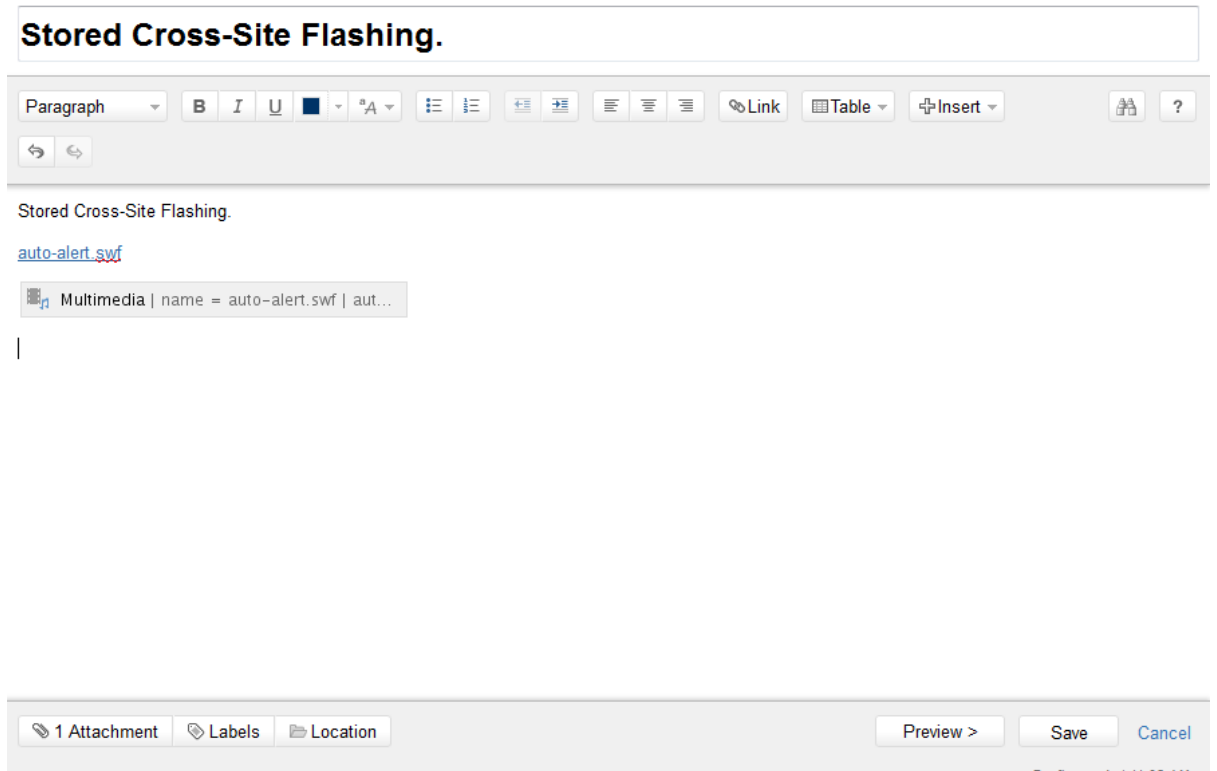 Stored Cross-Site Flashing.
Paragraph B I U A Link Table Insert ?
Stored Cross-Site Flashing.
auto-alert.swf
Multimedia | name = auto-alert.swf | aut...
1 Attachment Labels Location Preview > Save Cancel